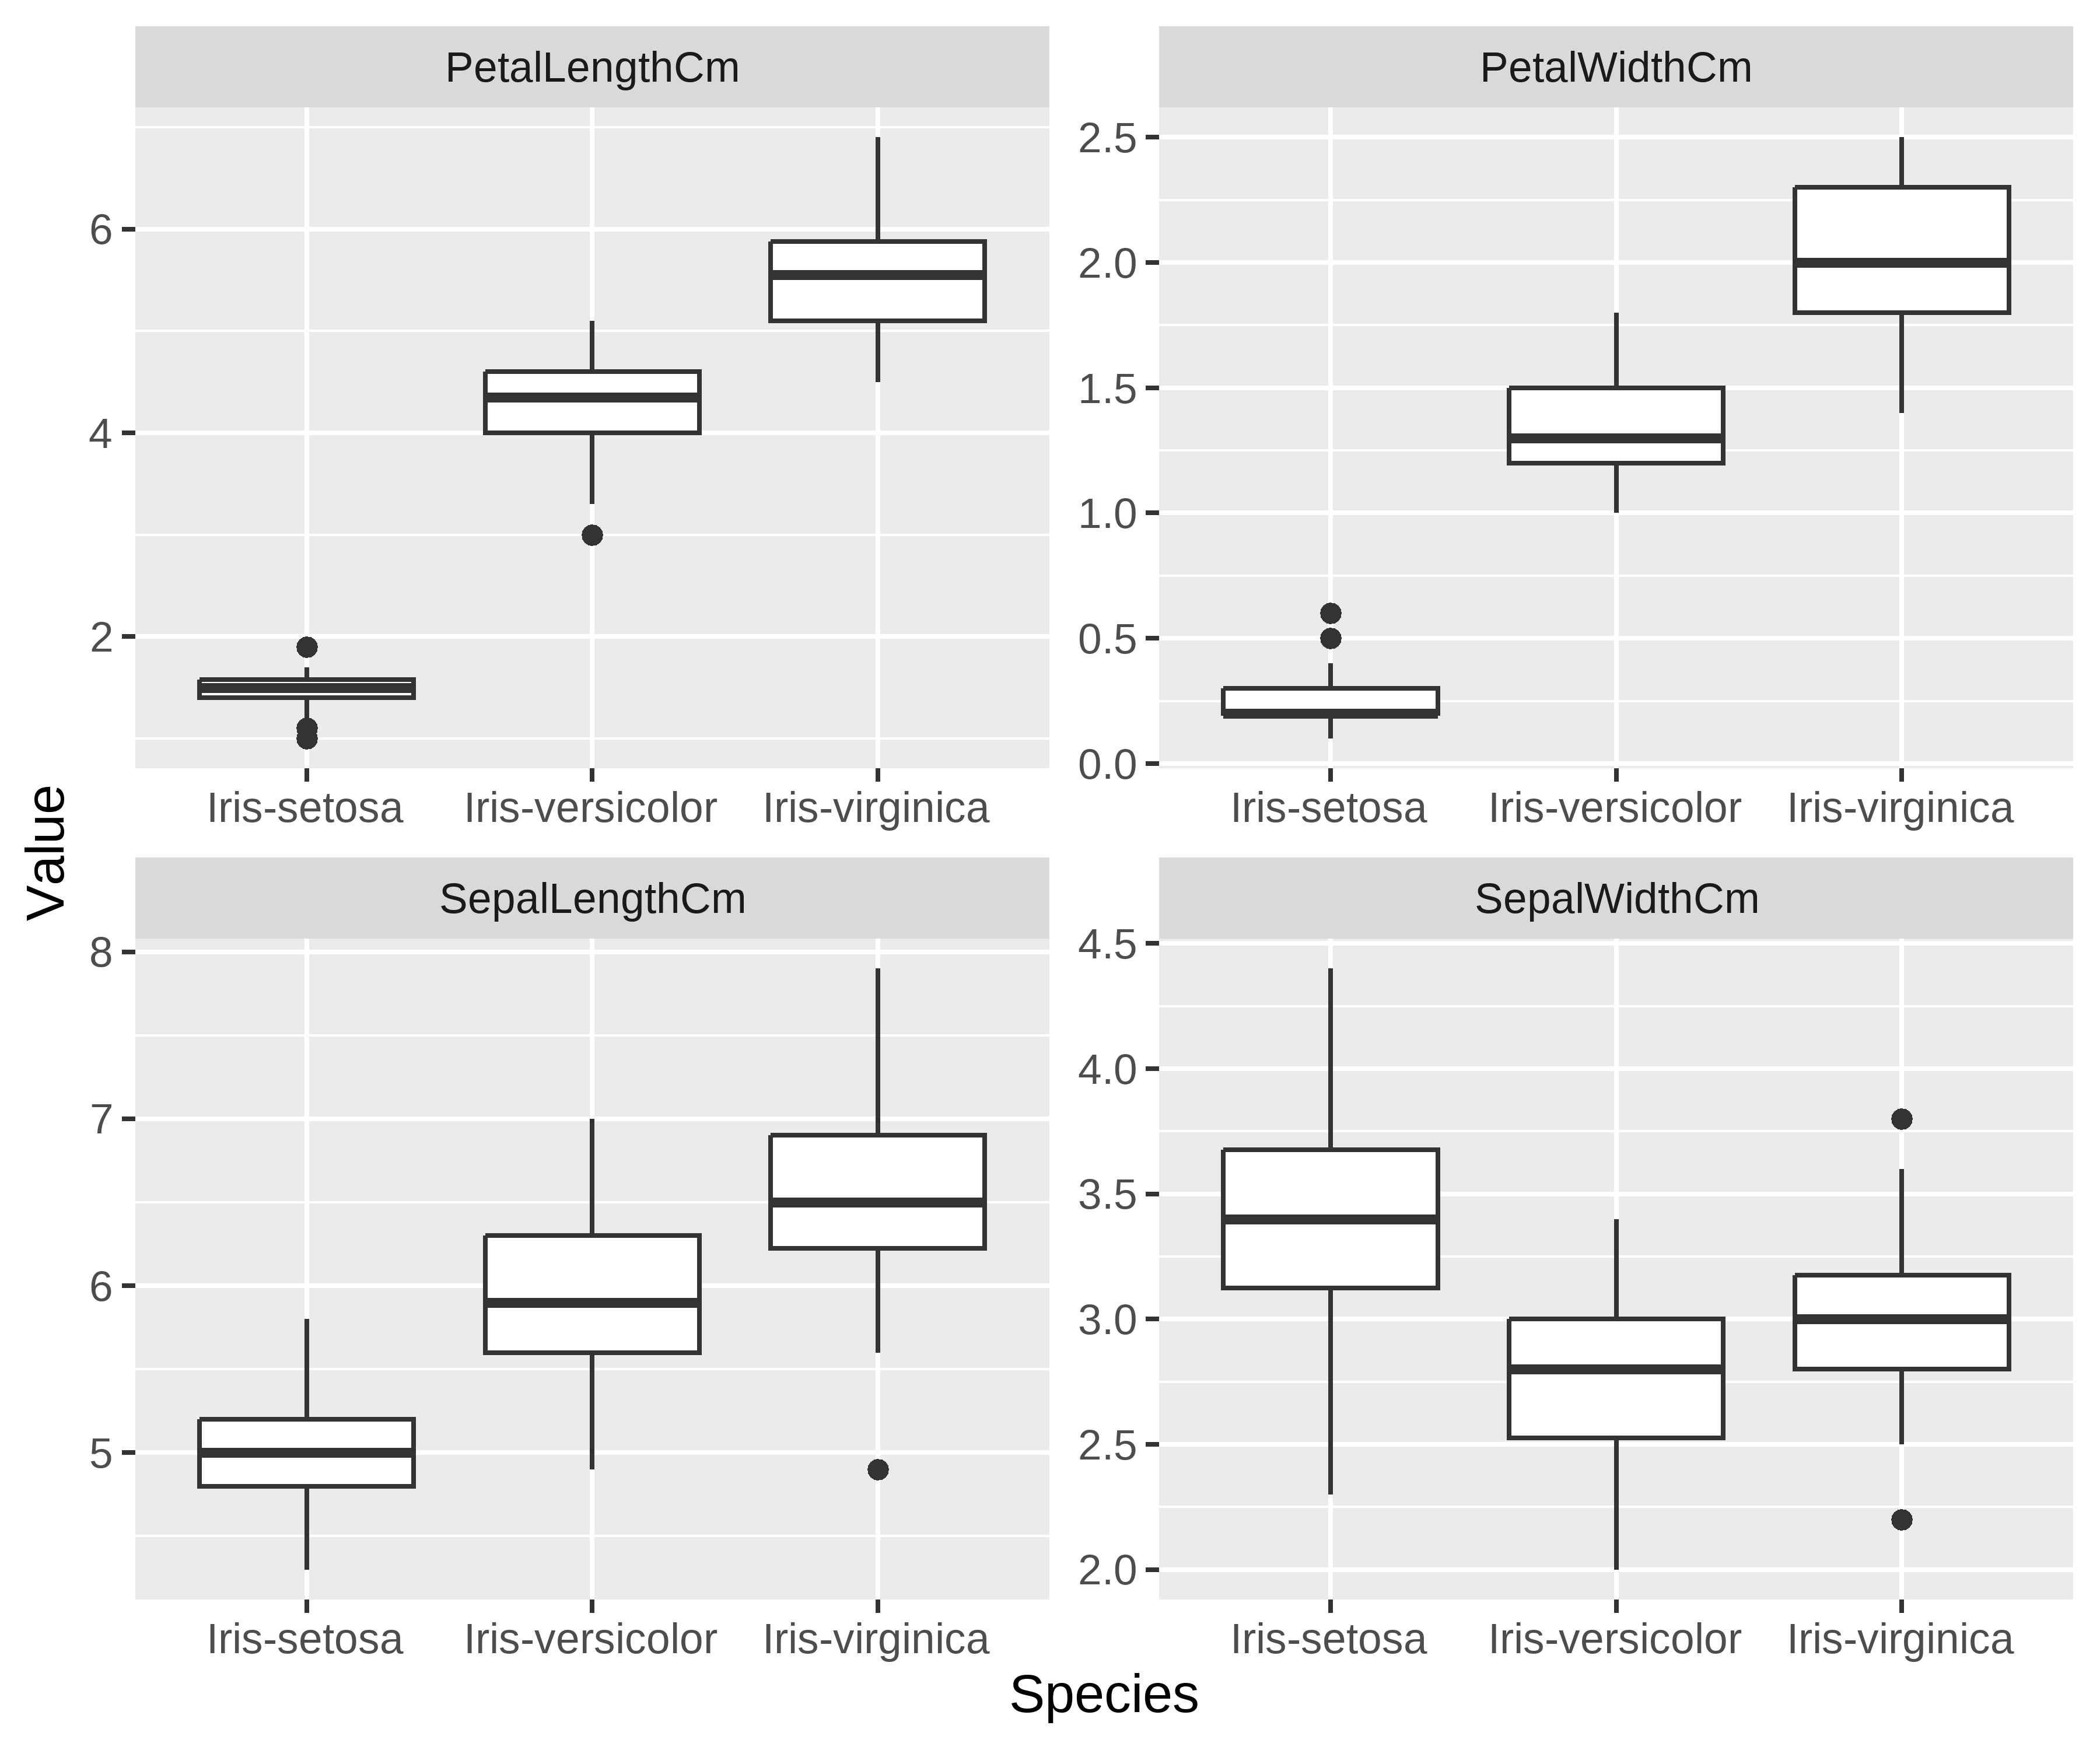 PetalLengthCm
PetalWidthCm
6
4
2
2.5
2.0
1.5
1.0
0.5
0.0
Iris-setosa Iris-versicolor Iris-virginica
Iris-setosa Iris-versicolor Iris-virginica
Value
SepalLengthCm
SepalWidthCm
8
7
6
5
4.5
4.0
3.5
3.0
2.5
2.0
Iris-setosa Iris-versicolor Iris-virginica
Iris-setosa Iris-versicolor Iris-virginica
Species